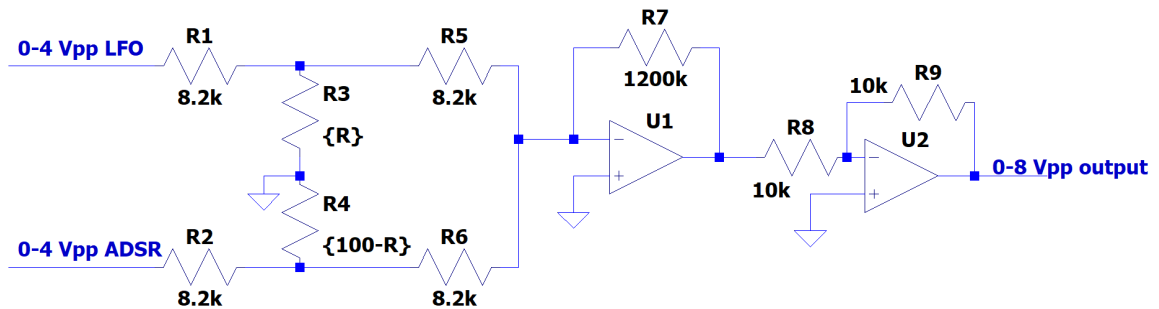 0-4 Vpp LFO
R1
8.2k
R3
{R}
R5
8.2k
R7
1200k
U1
−
+
R8
10k
10k
R9
U2
−
+
0-8 Vpp output
R4
{100-R}
0-4 Vpp ADSR
R2
8.2k
R6
8.2k